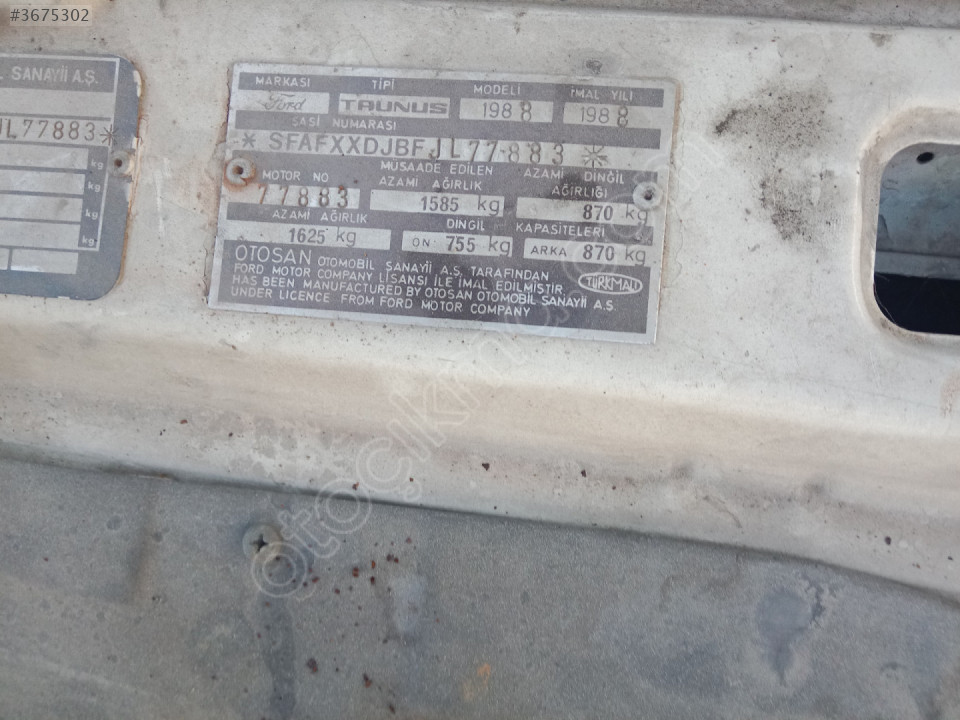 #3675302
L SANAYİİ A.Ş.
JL77883*
kg
kg
kg
kg
MARKASI TİPİ MODELİ İMAL YILI
Ford TAUNUS 1988 1988
ŞASİ NUMARASI
* SFAFXXDJBFJL77883 *
MÜSAADE EDİLEN AZAMİ DİNGİL
MOTOR NO AZAMİ AĞIRLIK AĞIRLIĞI
77883 1585 kg 870 kg
AZAMİ AĞIRLIK DİNGİL KAPASİTELERİ
1625 kg ÖN 755 kg ARKA 870 kg
OTOSAN OTOMOBİL SANAYİİ A.Ş. TARAFINDAN
FORD MOTOR COMPANY LİSANSI İLE İMAL EDİLMİŞTİR
HAS BEEN MANUFACTURED BY OTOSAN OTOMOBİL SANAYİİ A.S.
UNDER LICENCE FROM FORD MOTOR COMPANY
TÜRKMALI
otoçıkma.com